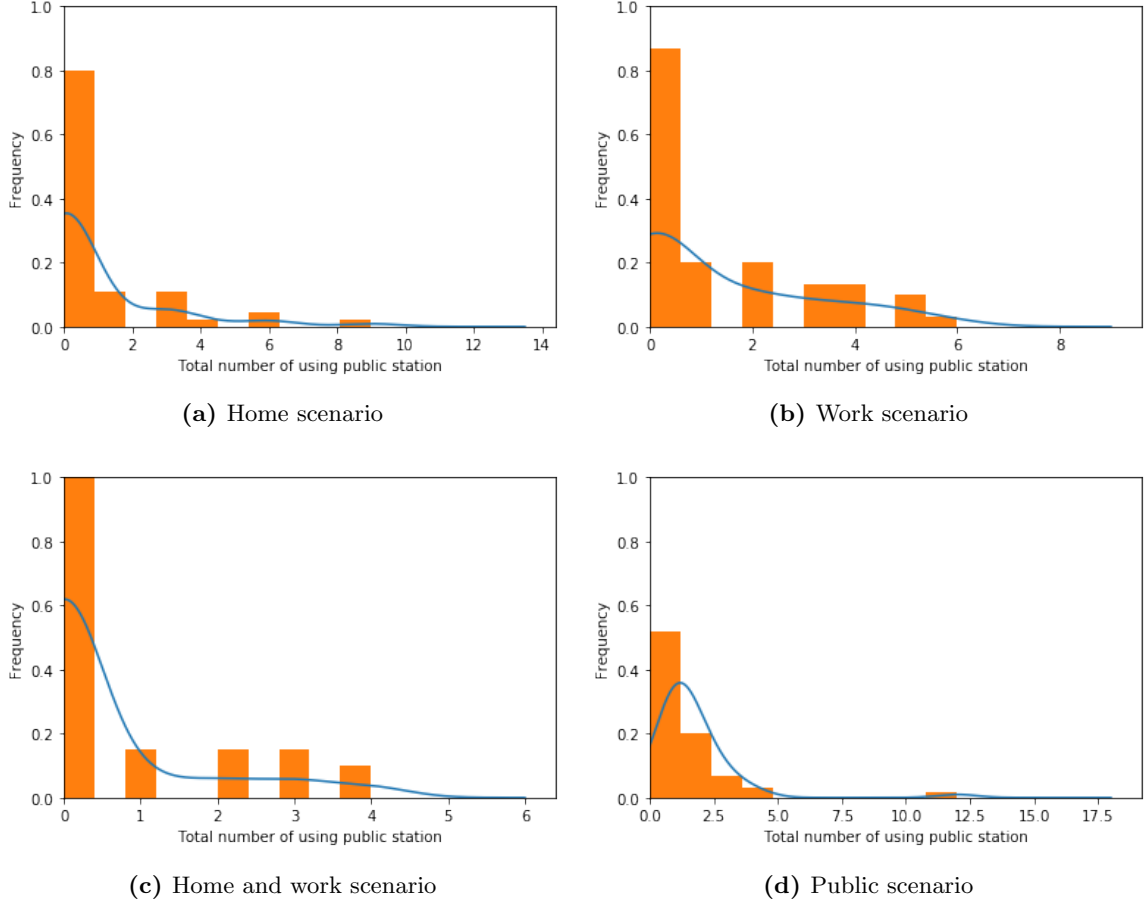 1.0
0.8
0.6
0.4
0.2
0.0
Frequency
0 2 4 6 8 10 12 14
Total number of using public station
(a) Home scenario
1.0
0.8
0.6
0.4
0.2
0.0
Frequency
0 2 4 6 8
Total number of using public station
(b) Work scenario
1.0
0.8
0.6
0.4
0.2
0.0
Frequency
0 1 2 3 4 5 6
Total number of using public station
(c) Home and work scenario
1.0
0.8
0.6
0.4
0.2
0.0
Frequency
0.0 2.5 5.0 7.5 10.0 12.5 15.0 17.5
Total number of using public station
(d) Public scenario